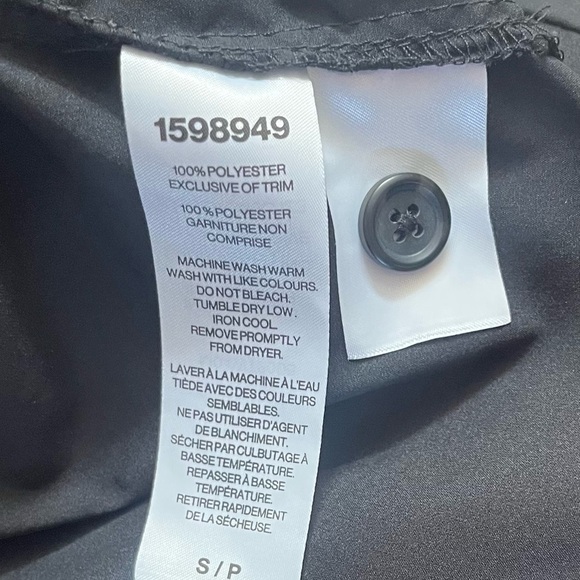 1598949
100% POLYESTER
EXCLUSIVE OF TRIM
100% POLYESTER
GARNITURE NON
COMPRISE
MACHINE WASH WARM
WASH WITH LIKE COLOURS.
DO NOT BLEACH.
TUMBLE DRY LOW.
IRON COOL
REMOVE PROMPTLY
FROM DRYER.
LAVER À LA MACHINE À L'EAU
TIÈDE AVEC DES COULEURS
SEMBLABLES.
NE PAS UTILISER D'AGENT
DE BLANCHIMENT.
SÉCHER PAR CULBUTAGE À
BASSE TEMPÉRATURE.
REPASSER À BASSE
TEMPÉRATURE.
RETIRER RAPIDEMENT
DE LA SÉCHEUSE.
S / P